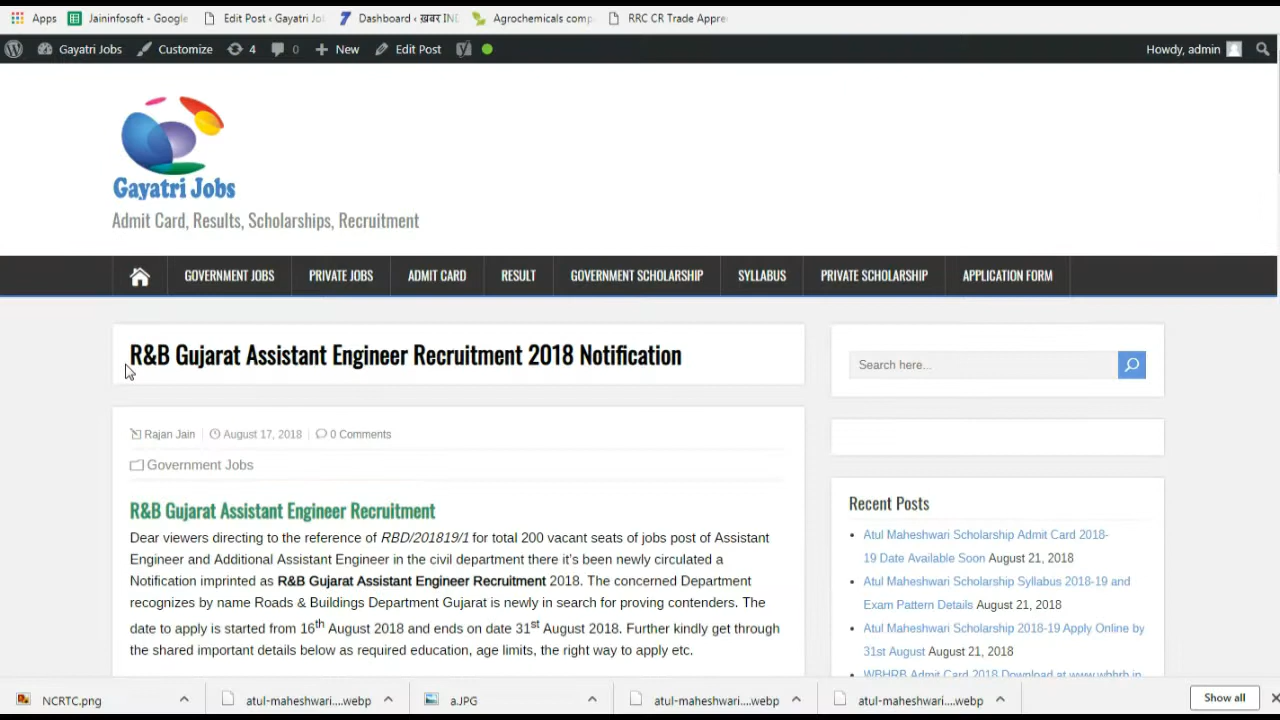 Apps Jaininfosoft - Google Edit Post ‹ Gayatri Jo Dashboard ‹ ख़बर INI Agrochemicals comp RRC CR Trade Appre
Gayatri Jobs Customize 4 0 New Edit Post Howdy, admin
Gayatri Jobs
Admit Card, Results, Scholarships, Recruitment
GOVERNMENT JOBS PRIVATE JOBS ADMIT CARD RESULT GOVERNMENT SCHOLARSHIP SYLLABUS PRIVATE SCHOLARSHIP APPLICATION FORM
R&B Gujarat Assistant Engineer Recruitment 2018 Notification
Rajan Jain August 17, 2018 0 Comments
Government Jobs
R&B Gujarat Assistant Engineer Recruitment
Dear viewers directing to the reference of RBD/201819/1 for total 200 vacant seats of jobs post of Assistant
Engineer and Additional Assistant Engineer in the civil department there it's been newly circulated a
Notification imprinted as R&B Gujarat Assistant Engineer Recruitment 2018. The concerned Department
recognizes by name Roads & Buildings Department Gujarat is newly in search for proving contenders. The
date to apply is started from 16th August 2018 and ends on date 31st August 2018. Further kindly get through
the shared important details below as required education, age limits, the right way to apply etc.
Search here...
Recent Posts
Atul Maheshwari Scholarship Admit Card 2018-
19 Date Available Soon August 21, 2018
Atul Maheshwari Scholarship Syllabus 2018-19 and
Exam Pattern Details August 21, 2018
Atul Maheshwari Scholarship 2018-19 Apply Online by
31st August August 21, 2018
WBHRB Admit Card 2018 Download at www.wbhrb.in
NCRTC.png atul-maheshwari....webp a.JPG atul-maheshwari....webp atul-maheshwari....webp Show all